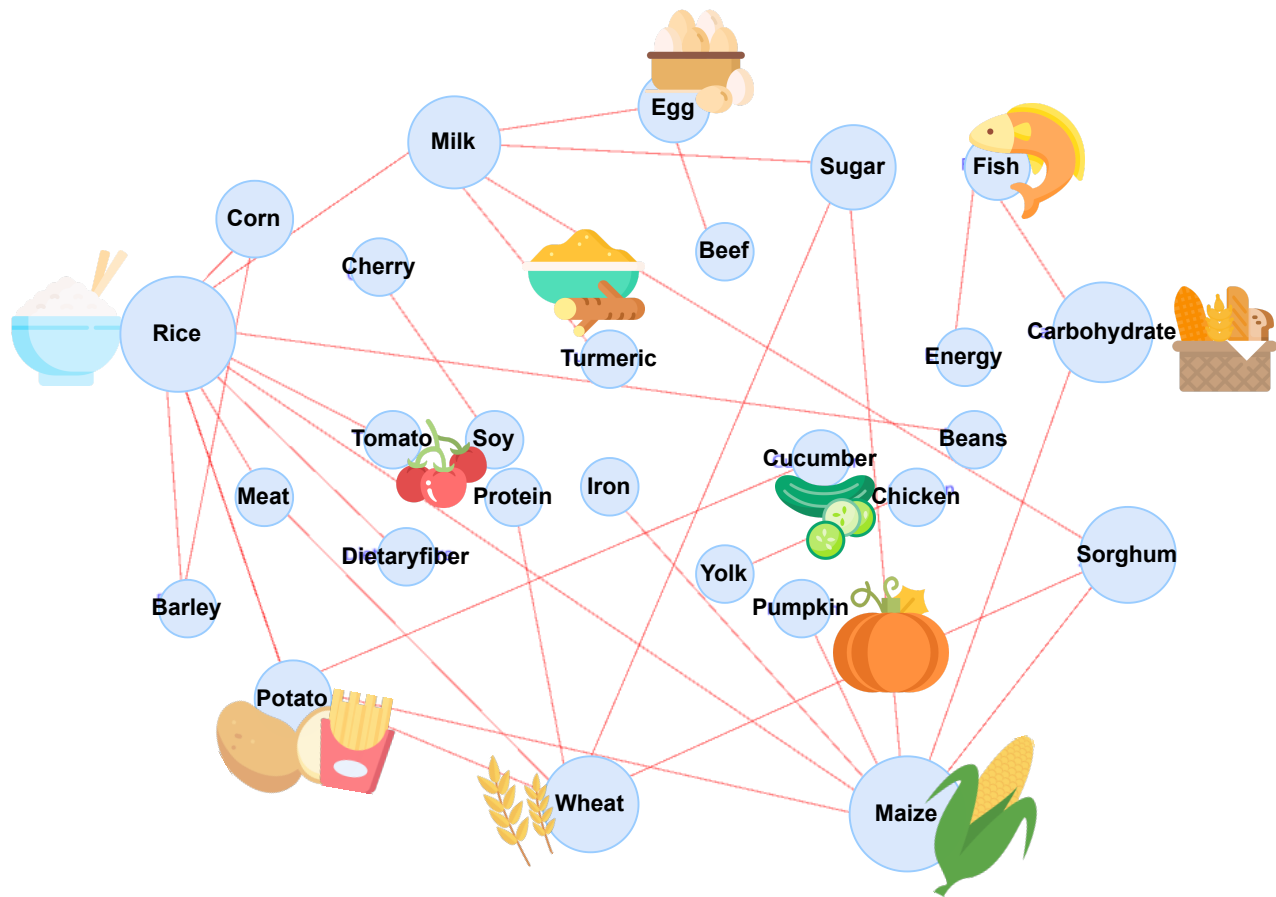 Egg
Milk
Sugar
Fish
Corn
Beef
Cherry
Rice
Carbohydrate
Turmeric
Energy
Tomato
Soy
Beans
Cucumber
Meat
Protein
Iron
Chicken
Dietaryfiber
Sorghum
Yolk
Barley
Pumpkin
Potato
Wheat
Maize